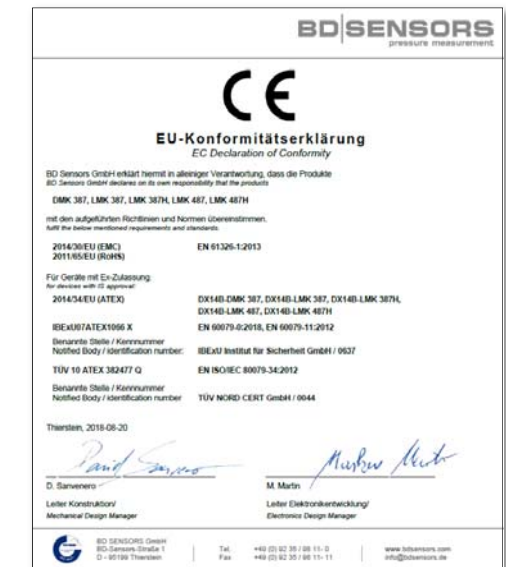 BD SENSORS
pressure measurement
CE
EU-Konformitätserklärung
EC Declaration of Conformity
BD Sensors GmbH erklärt hiermit in alleiniger Verantwortung, dass die Produkte
BD Sensors GmbH declares on its own responsibility that the products
DMK 387, LMK 387, LMK 387H, LMK 487, LMK 487H
mit den aufgeführten Richtlinien und Normen übereinstimmen.
fulfil the below mentioned requirements and standards.
2014/30/EU (EMC) EN 61326-1:2013
2011/65/EU (RoHS)
Für Geräte mit Ex-Zulassung:
for devices with IS approval:
2014/34/EU (ATEX) DX14B-DMK 387, DX14B-LMK 387, DX14B-LMK 387H,
DX14B-LMK 487, DX14B-LMK 487H
IBExU07ATEX1066 X EN 60079-0:2018, EN 60079-11:2012
Benannte Stelle / Kennnummer
Notified Body / identification number: IBExU Institut für Sicherheit GmbH / 0637
TÜV 10 ATEX 382477 Q EN ISO/IEC 80079-34:2012
Benannte Stelle / Kennnummer
Notified Body / identification number TÜV NORD CERT GmbH / 0044
Thierstein, 2018-08-20
D. Sanvenero M. Martin
Leiter Konstruktion/ Leiter Elektronikentwicklung/
Mechanical Design Manager Electronics Design Manager
BD SENSORS GmbH
BD-Sensors-Straße 1 Tel. +49 (0) 92 35 / 98 11- 0 www.bdsensors.com
D - 95199 Thierstein Fax +49 (0) 92 35 / 98 11- 11 info@bdsensors.de